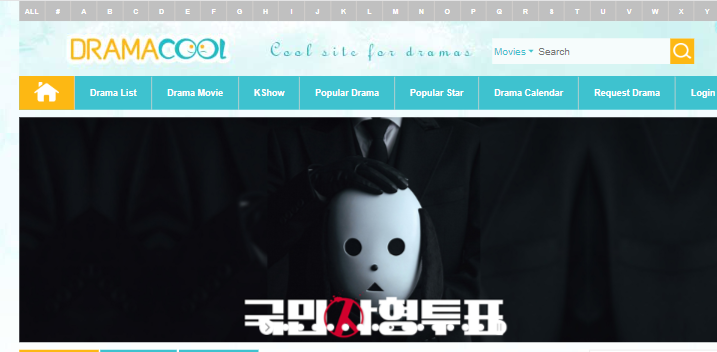 ALL # A B C D E F G H I J K L M N O P Q R S T U V W X Y
DRAMACOOL
Cool site for dramas
Movies Search
Drama List Drama Movie KShow Popular Drama Popular Star Drama Calendar Request Drama Login
국민사형투표